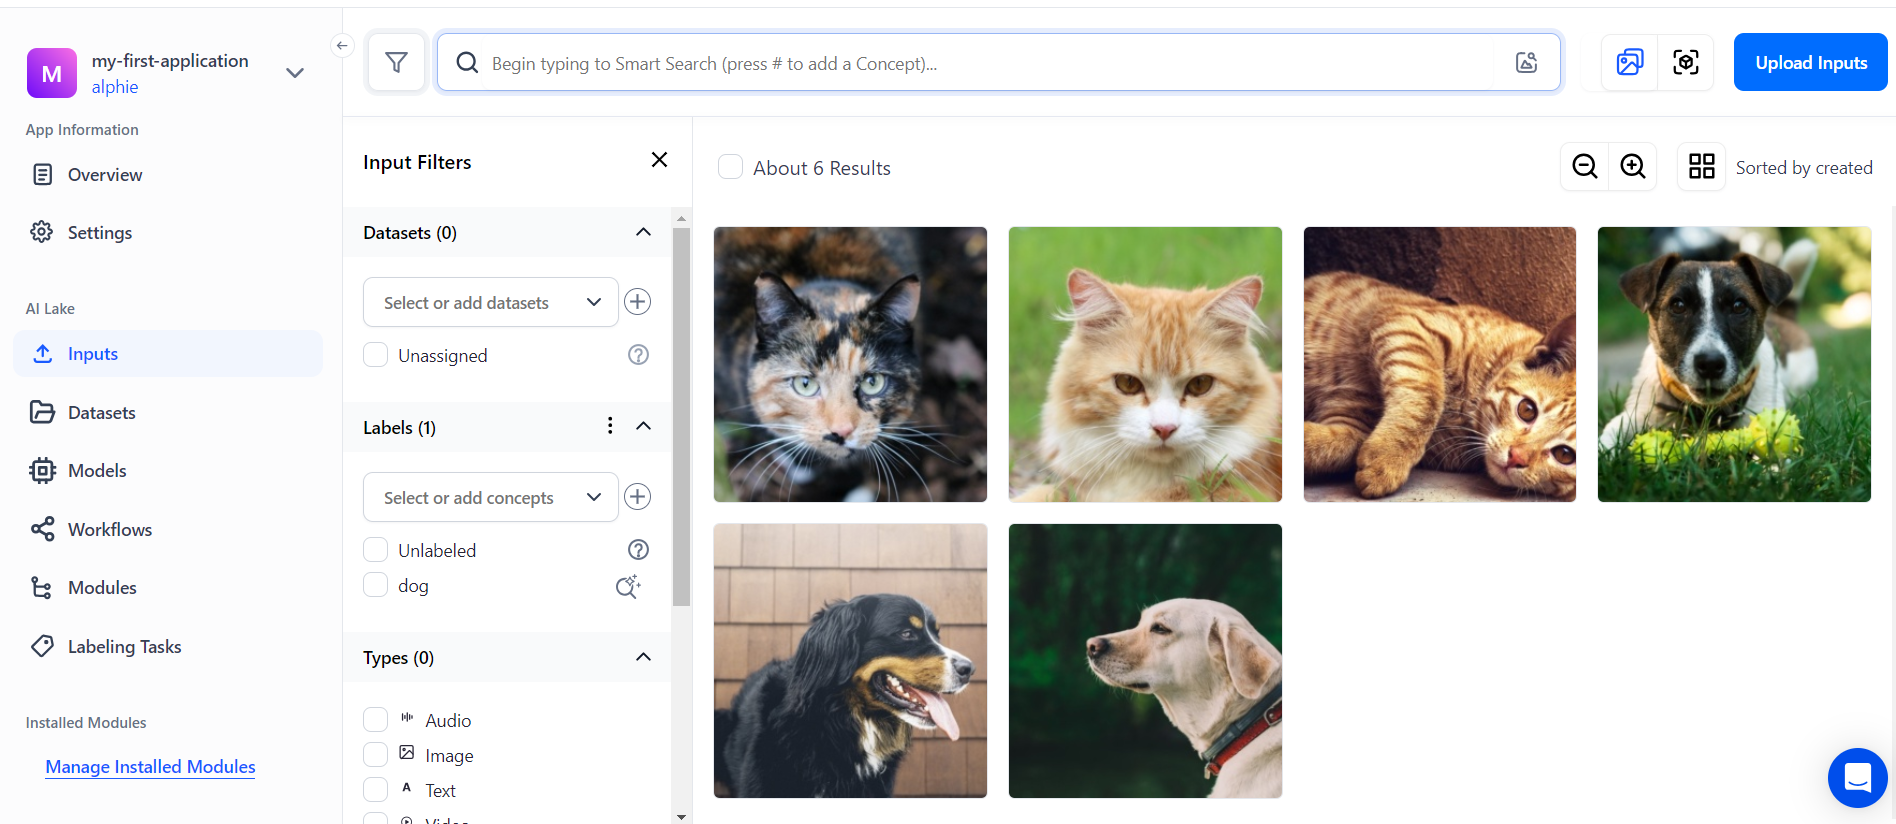 M
my-first-application
alphie
App Information
Overview
Settings
AI Lake
Inputs
Datasets
Models
Workflows
Modules
Labeling Tasks
Installed Modules
Manage Installed Modules
Begin typing to Smart Search (press # to add a Concept)...
Upload Inputs
Input Filters
Datasets (0)
Select or add datasets
Unassigned
Labels (1)
Select or add concepts
Unlabeled
dog
Types (0)
Audio
Image
A Text
Video
About 6 Results
Sorted by created